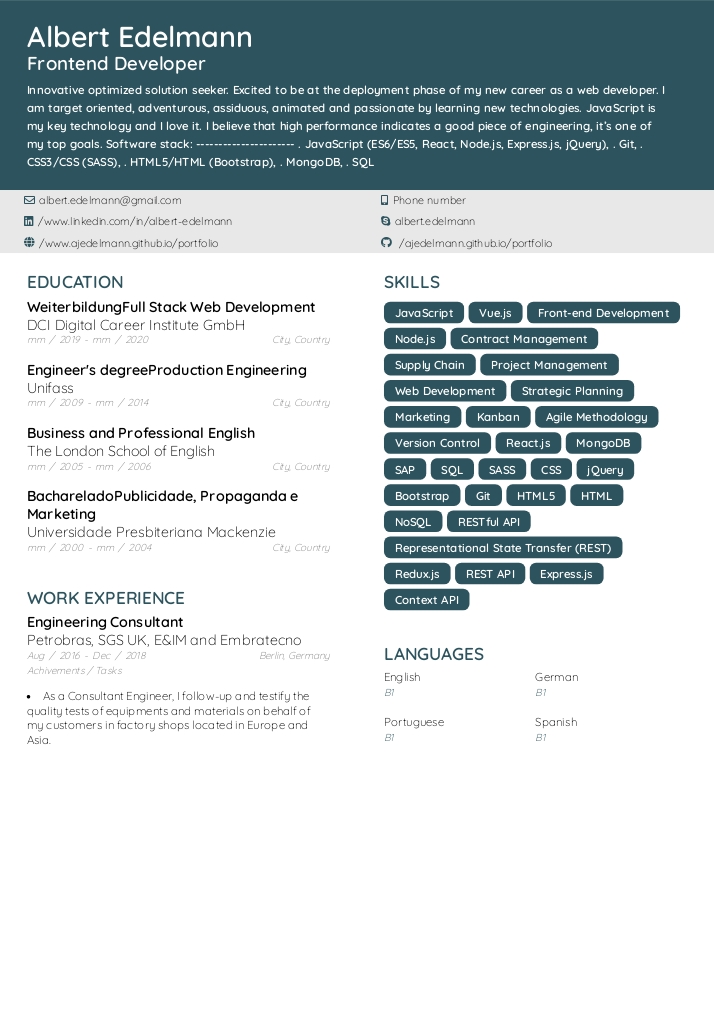 Albert Edelmann
Frontend Developer
Innovative optimized solution seeker. Excited to be at the deployment phase of my new career as a web developer. I
am target oriented, adventurous, assiduous, animated and passionate by learning new technologies. JavaScript is
my key technology and I love it. I believe that high performance indicates a good piece of engineering, it's one of
my top goals. Software stack: --------------------- . JavaScript (ES6/ES5, React, Node.js, Express.js, jQuery), . Git, .
CSS3/CSS (SASS), . HTML5/HTML (Bootstrap), . MongoDB, . SQL
albert.edelmann@gmail.com
Phone number
/www.linkedin.com/in/albert-edelmann
albert.edelmann
/www.ajedelmann.github.io/portfolio
/ajedelmann.github.io/portfolio
EDUCATION
WeiterbildungFull Stack Web Development
DCI Digital Career Institute GmbH
mm / 2019 - mm / 2020 City, Country
Engineer's degreeProduction Engineering
Unifass
mm / 2009 - mm / 2014 City, Country
Business and Professional English
The London School of English
mm / 2005 - mm / 2006 City, Country
BachareladoPublicidade, Propaganda e
Marketing
Universidade Presbiteriana Mackenzie
mm / 2000 - mm / 2004 City, Country
WORK EXPERIENCE
Engineering Consultant
Petrobras, SGS UK, E&IM and Embratecno
Aug / 2016 - Dec / 2018 Berlin, Germany
Achivements / Tasks
• As a Consultant Engineer, I follow-up and testify the
quality tests of equipments and materials on behalf of
my customers in factory shops located in Europe and
Asia.
SKILLS
JavaScript Vue.js Front-end Development
Node.js Contract Management
Supply Chain Project Management
Web Development Strategic Planning
Marketing Kanban Agile Methodology
Version Control React.js MongoDB
SAP SQL SASS CSS jQuery
Bootstrap Git HTML5 HTML
NoSQL RESTful API
Representational State Transfer (REST)
Redux.js REST API Express.js
Context API
LANGUAGES
English German
B1 B1
Portuguese Spanish
B1 B1